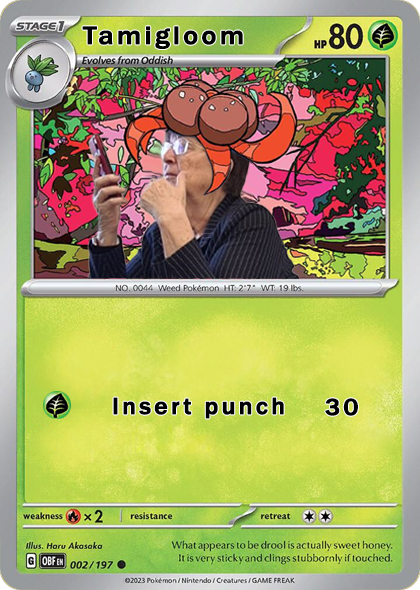 STAGE 1
Tamigloom
HP 80
Evolves from Oddish
NO. 0044 Weed Pokémon HT: 2'7" WT: 19 lbs.
Insert punch 30
weakness ×2 resistance retreat
Illus. Haru Akasaka
What appears to be drool is actually sweet honey.
G OBF EN 002/197
It is very sticky and clings stubbornly if touched.
©2023 Pokémon / Nintendo / Creatures / GAME FREAK